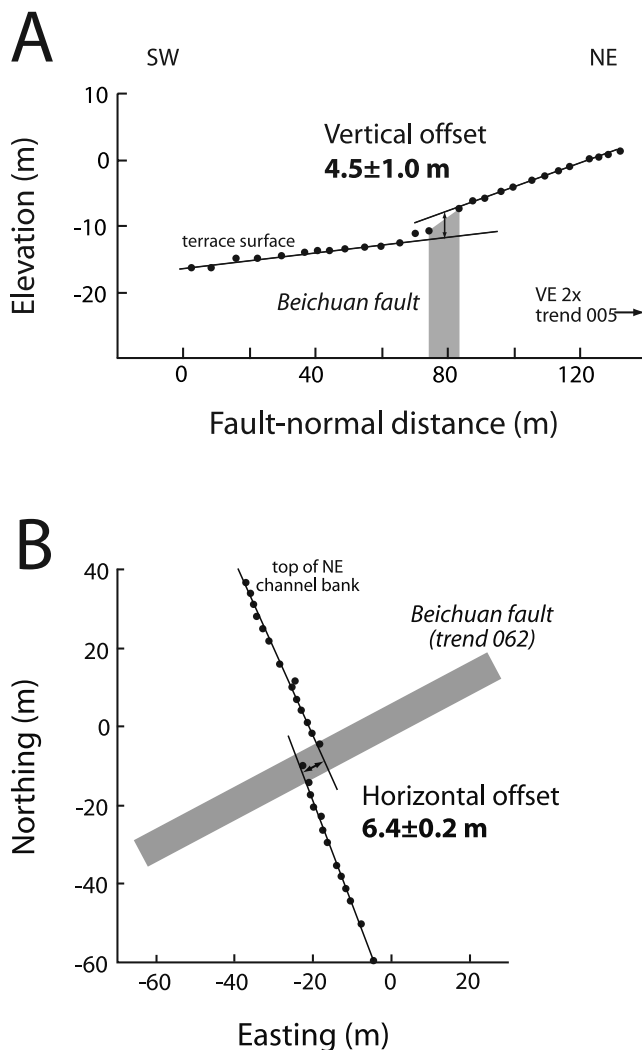 A
SW
NE
10
0
-10
-20
Elevation (m)
Vertical offset
4.5±1.0 m
terrace surface
Beichuan fault
VE 2x
trend 005
0
40
80
120
Fault-normal distance (m)
B
40
20
0
-20
-40
-60
Northing (m)
top of NE
channel bank
Beichuan fault
(trend 062)
Horizontal offset
6.4±0.2 m
-60
-40
-20
0
20
Easting (m)